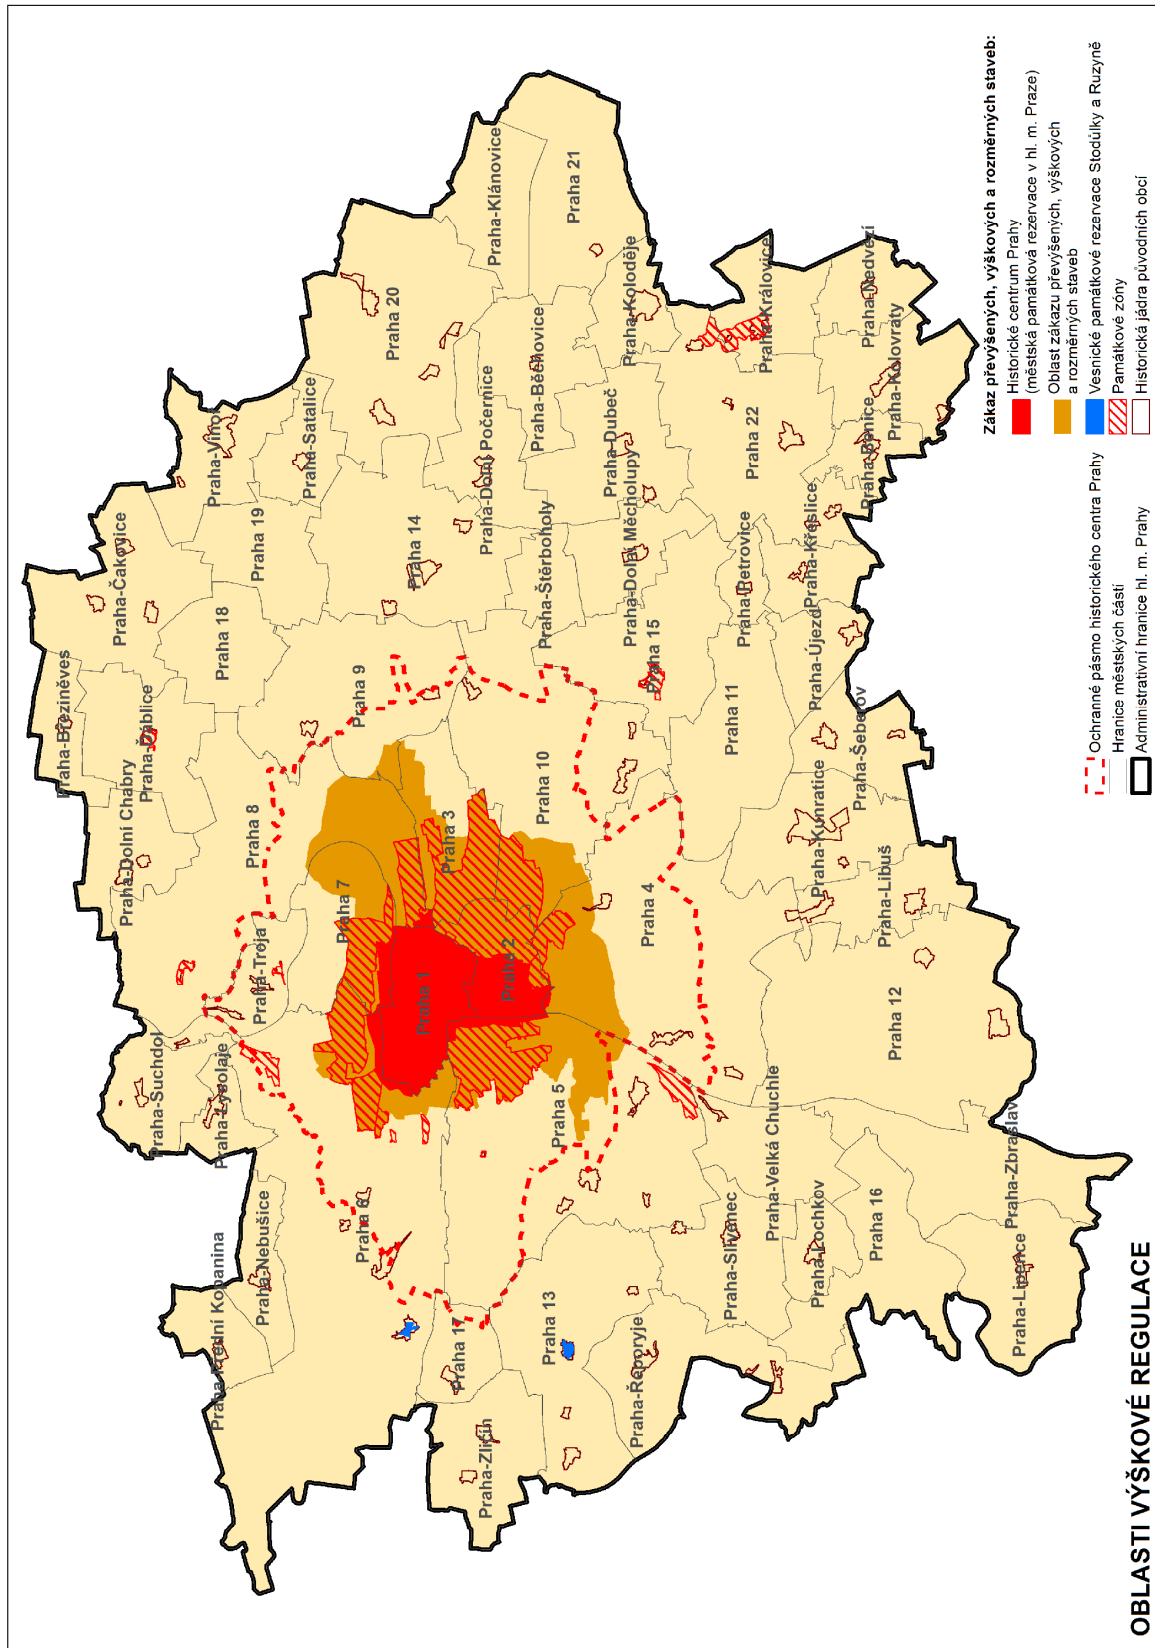 Praha-Březiněves
Praha-Čakovice
Praha-Ďáblice
Praha-Dolní Chabry
Praha-Suchdol
Praha-Lysolaje
Praha-Troja
Praha 8
Praha 18
Praha 19
Praha-Vinoř
Praha-Satalice
Praha 20
Praha-Klánovice
Praha 21
Praha-Přední Kopanina
Praha-Nebušice
Praha 6
Praha 7
Praha 9
Praha 14
Praha-Dolní Počernice
Praha-Běchovice
Praha-Koloděje
Praha 1
Praha 3
Praha 2
Praha 10
Praha-Štěrboholy
Praha-Dubeč
Praha-Dolní Měcholupy
Praha-Královice
Praha-Zličín
Praha 17
Praha 13
Praha 5
Praha 4
Praha 15
Praha 11
Praha-Petrovice
Praha 22
Praha-Nedvězí
Praha-Kolovraty
Praha-Benice
Praha-Křeslice
Praha-Újezd
Praha-Šeberov
Praha-Kunratice
Praha-Libuš
Praha 12
Praha-Řeporyje
Praha-Slivenec
Praha-Velká Chuchle
Praha-Lochkov
Praha 16
Praha-Zbraslav
Praha-Lipence
OBLASTI VÝŠKOVÉ REGULACE
Ochranné pásmo historického centra Prahy
Hranice městských částí
Administrativní hranice hl. m. Prahy
Zákaz převýšených, výškových a rozměrných staveb:
Historické centrum Prahy
(městská památková rezervace v hl. m. Praze)
Oblast zákazu převýšených, výškových
a rozměrných staveb
Vesnické památkové rezervace Stodůlky a Ruzyně
Památkové zóny
Historická jádra původních obcí